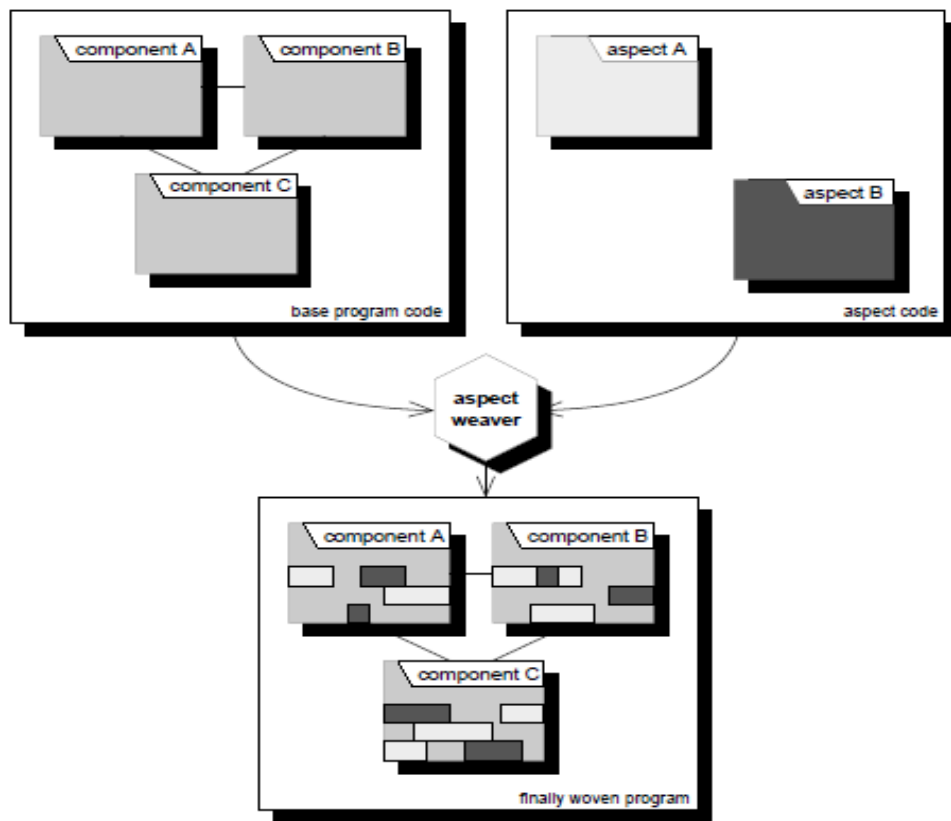 component A
component B
component C
base program code
aspect A
aspect B
aspect code
aspect
weaver
component A
component B
component C
finally woven program